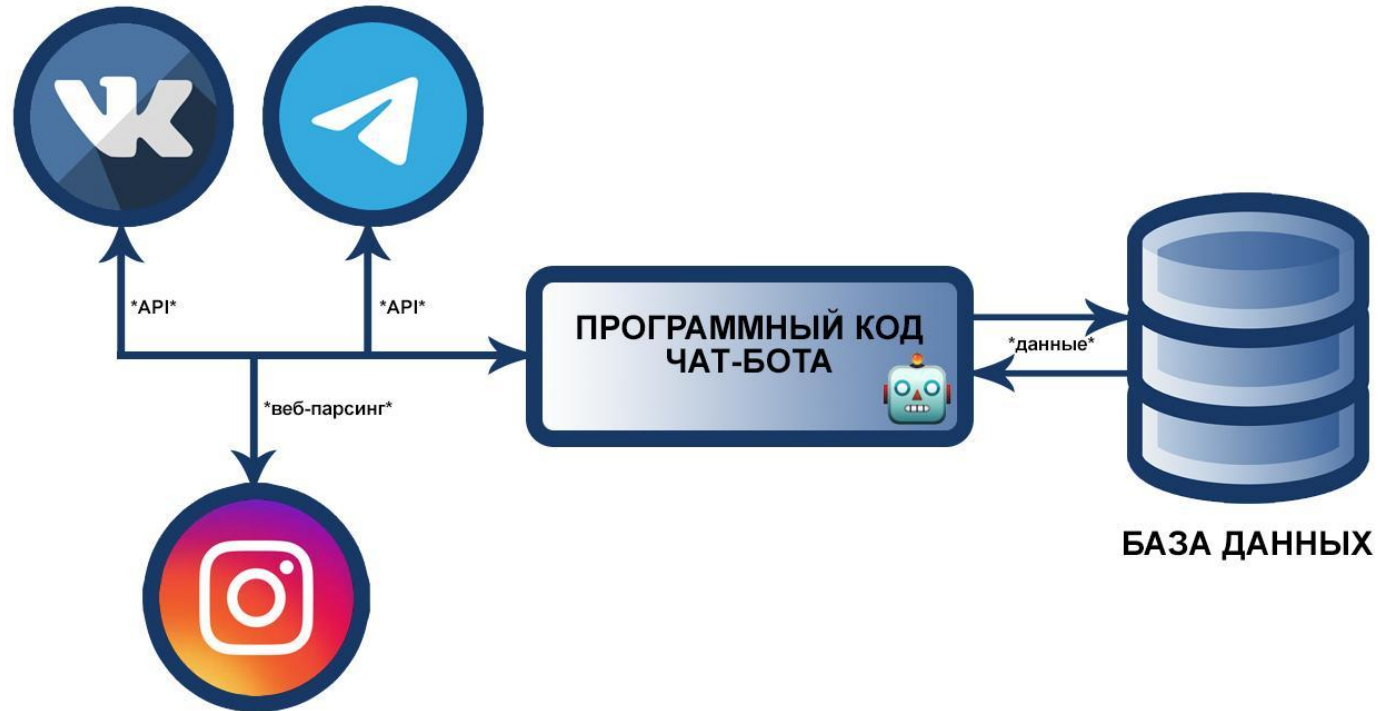 *API*
*API*
*веб-парсинг*
ПРОГРАММНЫЙ КОД
ЧАТ-БОТА
*данные*
БАЗА ДАННЫХ